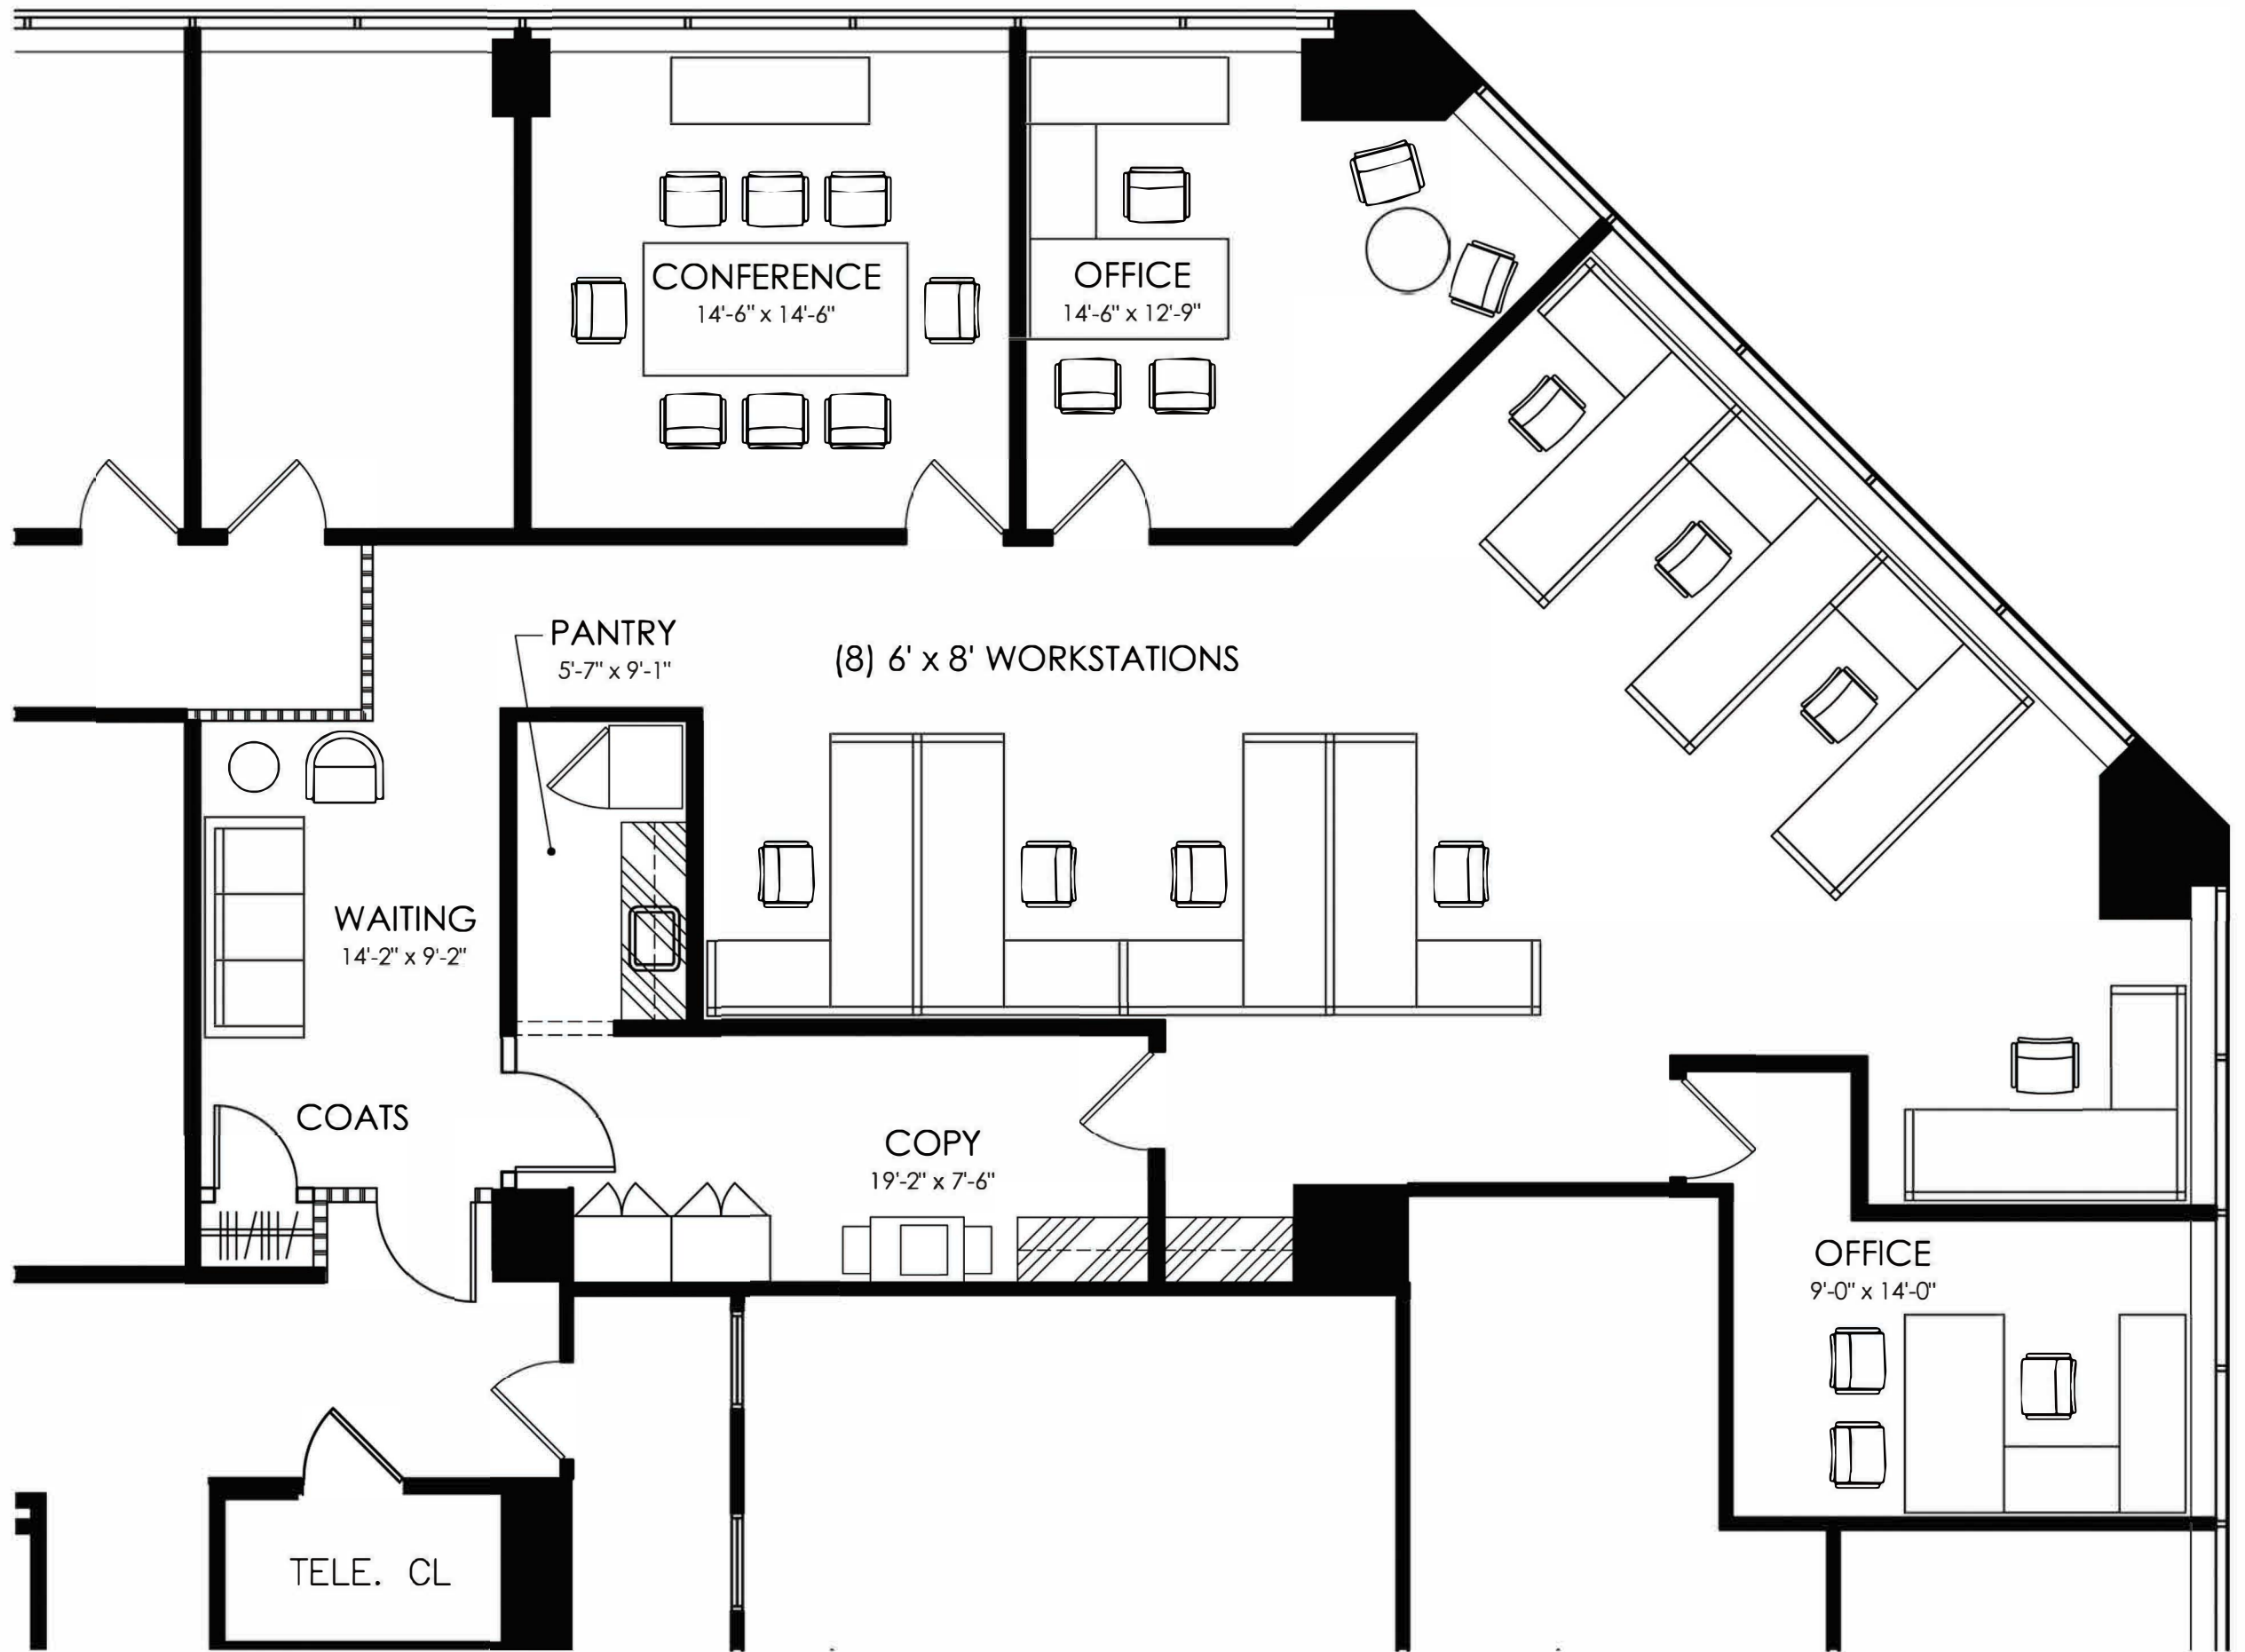 CONFERENCE
14'-6" x 14'-6"
OFFICE
14'-6" x 12'-9"
PANTRY
5'-7" x 9'-1"
(8) 6' x 8' WORKSTATIONS
WAITING
14'-2" x 9'-2"
COATS
COPY
19'-2" x 7'-6"
OFFICE
9'-0" x 14'-0"
TELE. CL